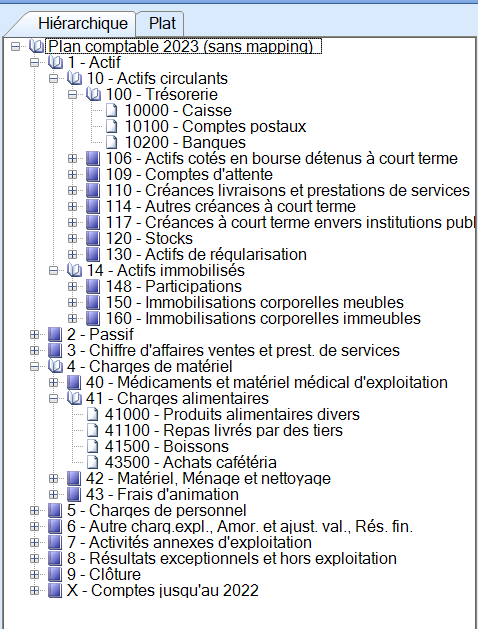 Hiérarchique Plat
Plan comptable 2023 (sans mapping)
1 - Actif
10 - Actifs circulants
100 - Trésorerie
10000 - Caisse
10100 - Comptes postaux
10200 - Banques
106 - Actifs cotés en bourse détenus à court terme
109 - Comptes d'attente
110 - Créances livraisons et prestations de services
114 - Autres créances à court terme
117 - Créances à court terme envers institutions publ
120 - Stocks
130 - Actifs de régularisation
14 - Actifs immobilisés
148 - Participations
150 - Immobilisations corporelles meubles
160 - Immobilisations corporelles immeubles
2 - Passif
3 - Chiffre d'affaires ventes et prest. de services
4 - Charges de matériel
40 - Médicaments et matériel médical d'exploitation
41 - Charges alimentaires
41000 - Produits alimentaires divers
41100 - Repas livrés par des tiers
41500 - Boissons
43500 - Achats cafétéria
42 - Matériel, Ménage et nettoyage
43 - Frais d'animation
5 - Charges de personnel
6 - Autre charg.expl., Amor. et ajust. val., Rés. fin.
7 - Activités annexes d'exploitation
8 - Résultats exceptionnels et hors exploitation
9 - Clôture
X - Comptes jusqu'au 2022